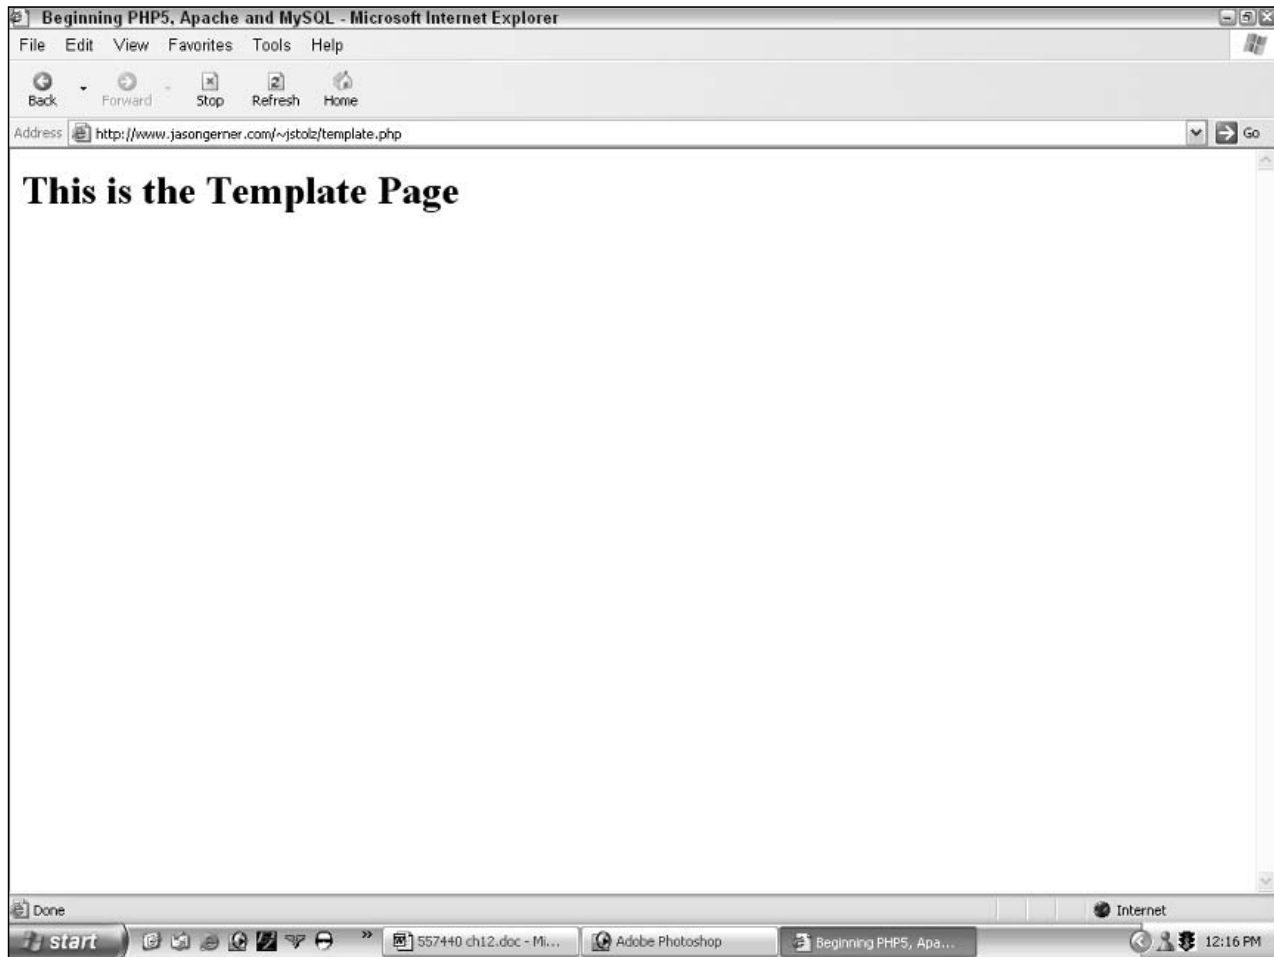 Beginning PHP5, Apache and MySQL - Microsoft Internet Explorer
File Edit View Favorites Tools Help
Back Forward Stop Refresh Home
Address http://www.jasongerner.com/~jstolz/template.php Go
This is the Template Page
Done Internet
start » 557440 ch12.doc - Mi... Adobe Photoshop Beginning PHP5, Apa... 12:16 PM